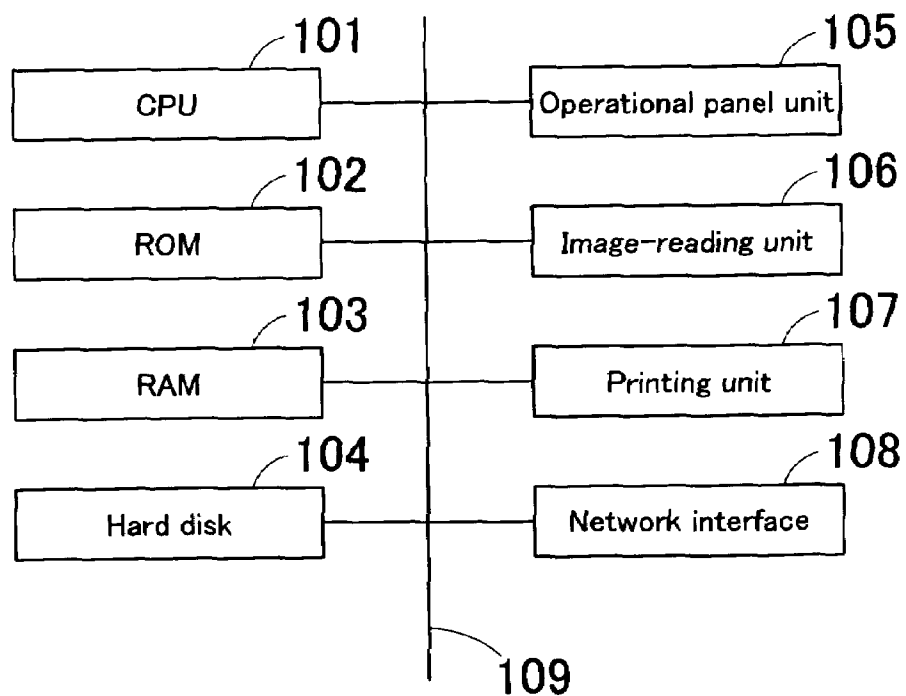 101
105
CPU
Operational panel unit
102
106
ROM
Image-reading unit
103
107
RAM
Printing unit
104
108
Hard disk
Network interface
109